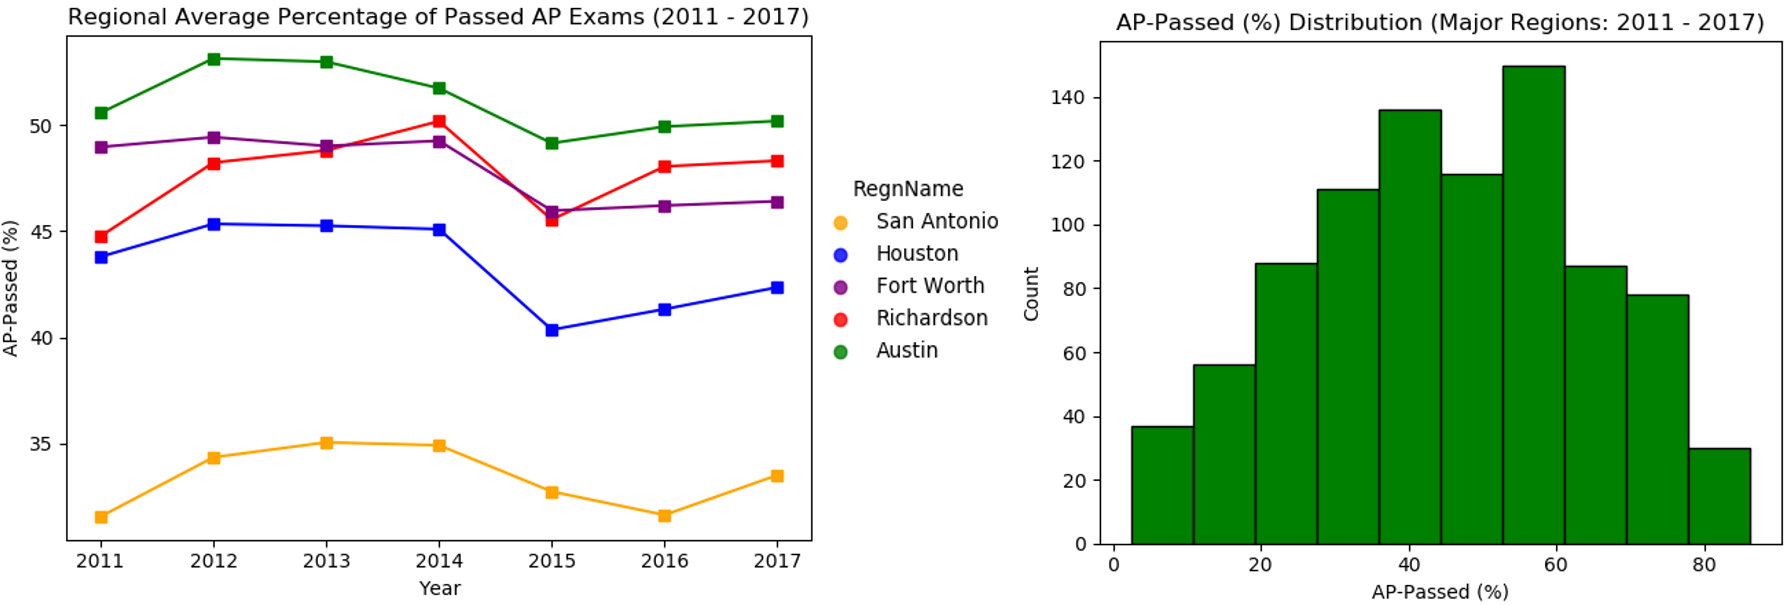 Regional Average Percentage of Passed AP Exams (2011 - 2017)
AP-Passed (%)
50
45
40
35
2011 2012 2013 2014 2015 2016 2017
Year
RegnName
San Antonio
Houston
Fort Worth
Richardson
Austin
AP-Passed (%) Distribution (Major Regions: 2011 - 2017)
Count
140
120
100
80
60
40
20
0
0 20 40 60 80
AP-Passed (%)